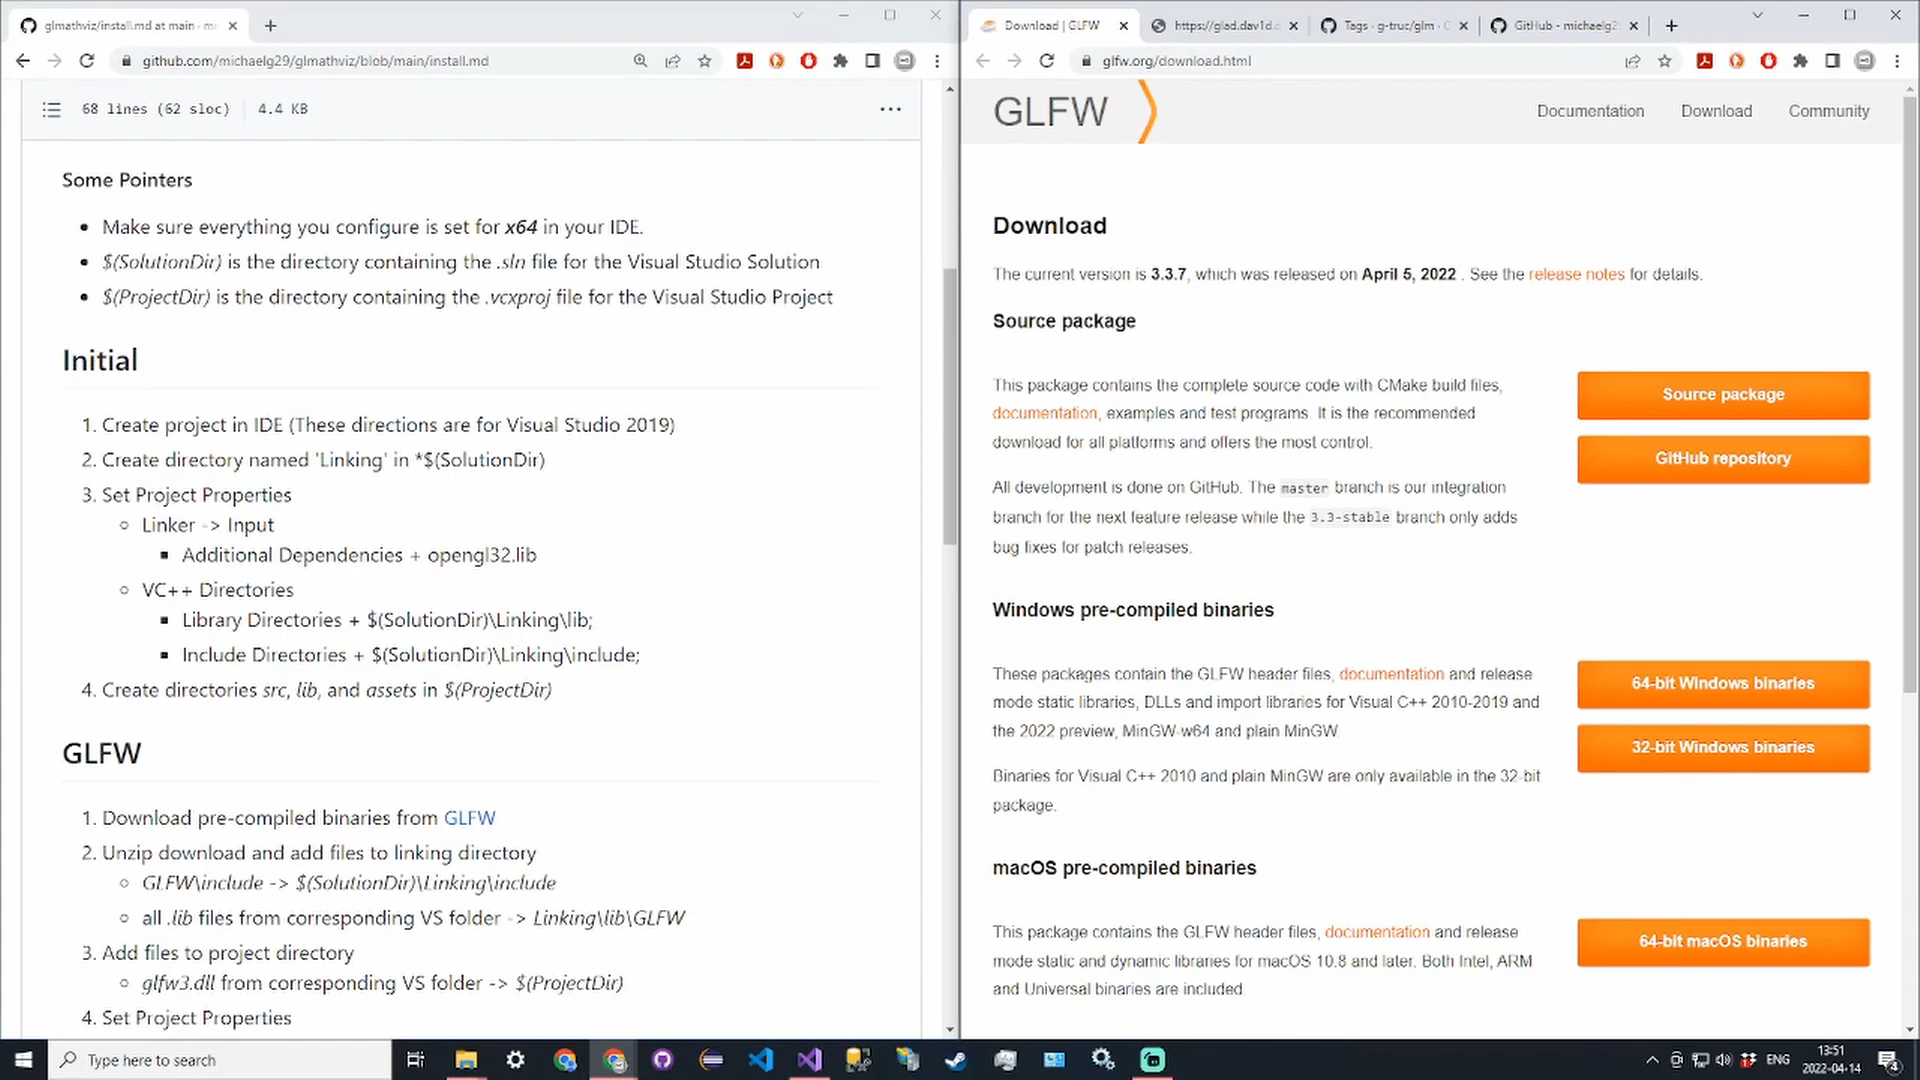 glmathviz/install.md at main · mi
github.com/michaelg29/glmathviz/blob/main/install.md
68 lines (62 sloc) 4.4 KB
Some Pointers
Make sure everything you configure is set for x64 in your IDE.
$(SolutionDir) is the directory containing the .sln file for the Visual Studio Solution
$(ProjectDir) is the directory containing the .vcxproj file for the Visual Studio Project
Initial
1. Create project in IDE (These directions are for Visual Studio 2019)
2. Create directory named 'Linking' in *$(SolutionDir)
3. Set Project Properties
Linker -> Input
Additional Dependencies + opengl32.lib
VC++ Directories
Library Directories + $(SolutionDir)\Linking\lib;
Include Directories + $(SolutionDir)\Linking\include;
4. Create directories src, lib, and assets in $(ProjectDir)
GLFW
1. Download pre-compiled binaries from GLFW
2. Unzip download and add files to linking directory
GLFW\include -> $(SolutionDir)\Linking\include
all .lib files from corresponding VS folder -> Linking\lib\GLFW
3. Add files to project directory
glfw3.dll from corresponding VS folder -> $(ProjectDir)
4. Set Project Properties
Download | GLFW
https://glad.dav1d.
Tags · g-truc/glm ·
GitHub - michaelg2
glfw.org/download.html
GLFW
Documentation Download Community
Download
The current version is 3.3.7, which was released on April 5, 2022 . See the release notes for details.
Source package
This package contains the complete source code with CMake build files,
documentation, examples and test programs. It is the recommended
download for all platforms and offers the most control.
Source package
GitHub repository
All development is done on GitHub. The master branch is our integration
branch for the next feature release while the 3.3-stable branch only adds
bug fixes for patch releases.
Windows pre-compiled binaries
These packages contain the GLFW header files, documentation and release
mode static libraries, DLLs and import libraries for Visual C++ 2010-2019 and
the 2022 preview, MinGW-w64 and plain MinGW.
64-bit Windows binaries
32-bit Windows binaries
Binaries for Visual C++ 2010 and plain MinGW are only available in the 32-bit
package.
macOS pre-compiled binaries
This package contains the GLFW header files, documentation and release
mode static and dynamic libraries for macOS 10.8 and later. Both Intel, ARM
and Universal binaries are included.
64-bit macOS binaries
Type here to search
ENG
13:51
2022-04-14
4